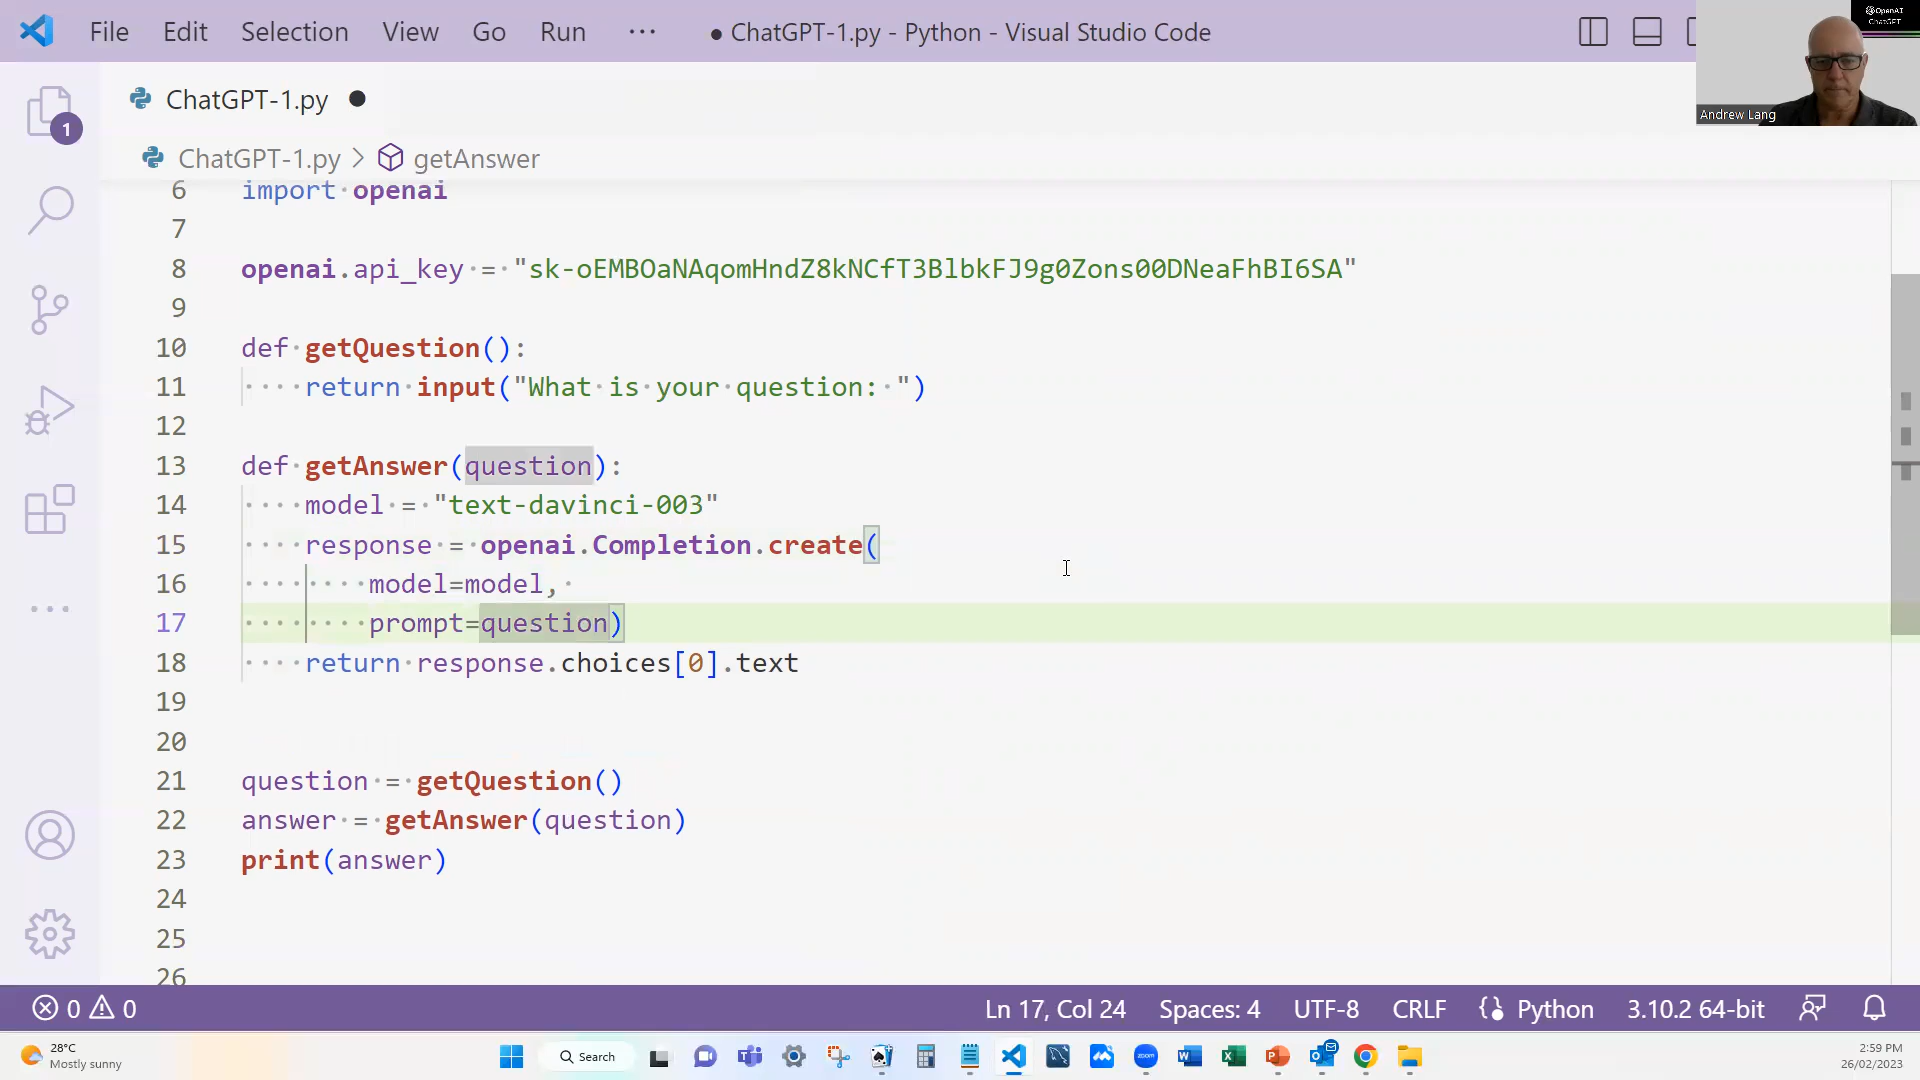 File Edit Selection View Go Run ··· ● ChatGPT-1.py - Python - Visual Studio Code
OpenAI
ChatGPT
Andrew Lang
ChatGPT-1.py ●
1
ChatGPT-1.py > getAnswer
6 import openai
7
8 openai.api_key = "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"
9
10 def getQuestion():
11     return input("What is your question: ")
12
13 def getAnswer(question):
14     model = "text-davinci-003"
15     response = openai.Completion.create(
16         model=model, 
17         prompt=question)
18     return response.choices[0].text
19
20
21 question = getQuestion()
22 answer = getAnswer(question)
23 print(answer)
24
25
26
0 0 Ln 17, Col 24 Spaces: 4 UTF-8 CRLF Python 3.10.2 64-bit
28°C
Mostly sunny
Search
zoom
2:59 PM
26/02/2023